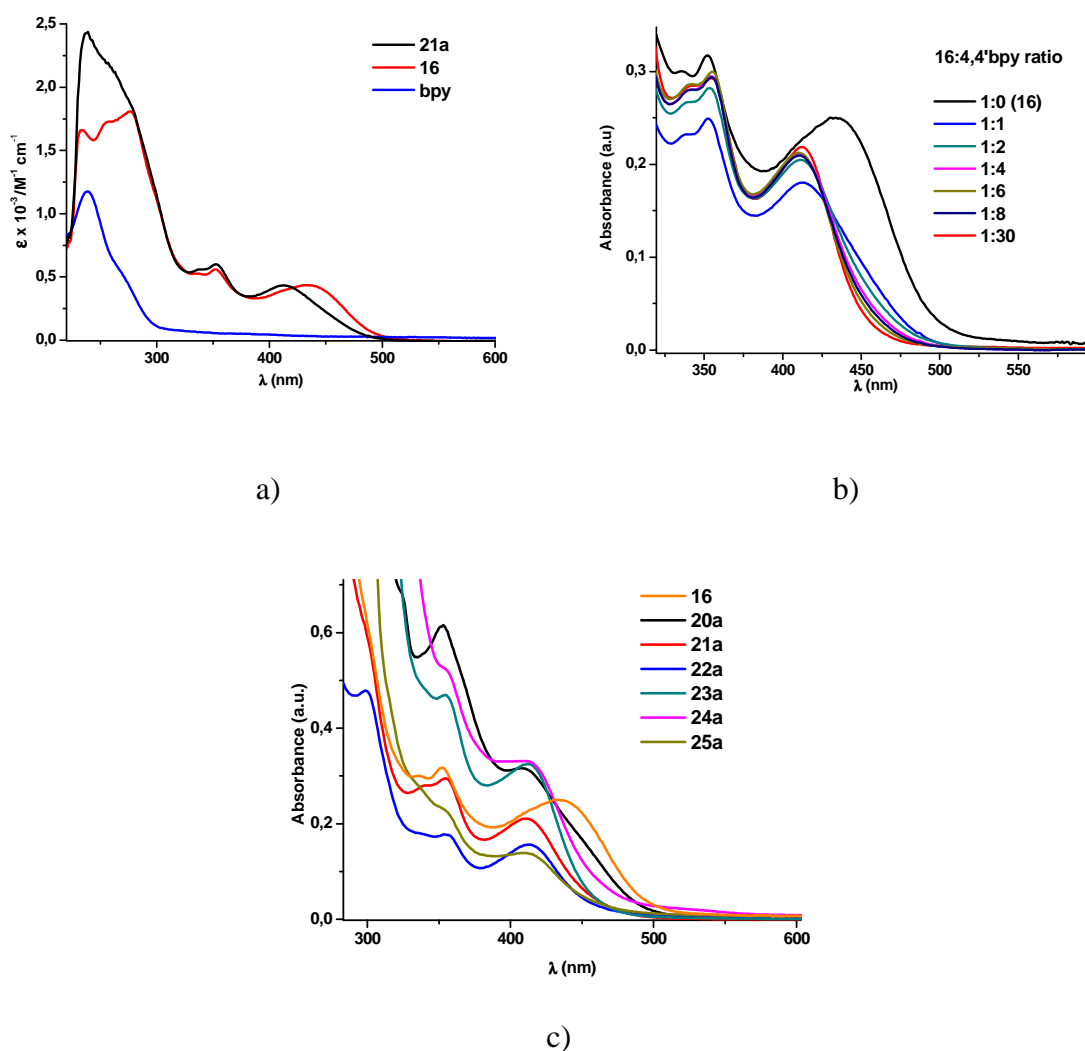 2,5
2,0
1,5
1,0
0,5
0,0
ε x 10⁻³/M⁻¹ cm⁻¹
300
400
500
600
λ (nm)
21a
16
bpy
a)
0,3
0,2
0,1
0,0
Absorbance (a.u)
350
400
450
500
550
λ (nm)
16:4,4'bpy ratio
1:0 (16)
1:1
1:2
1:4
1:6
1:8
1:30
b)
0,6
0,4
0,2
0,0
Absorbance (a.u.)
300
400
500
600
λ (nm)
16
20a
21a
22a
23a
24a
25a
c)